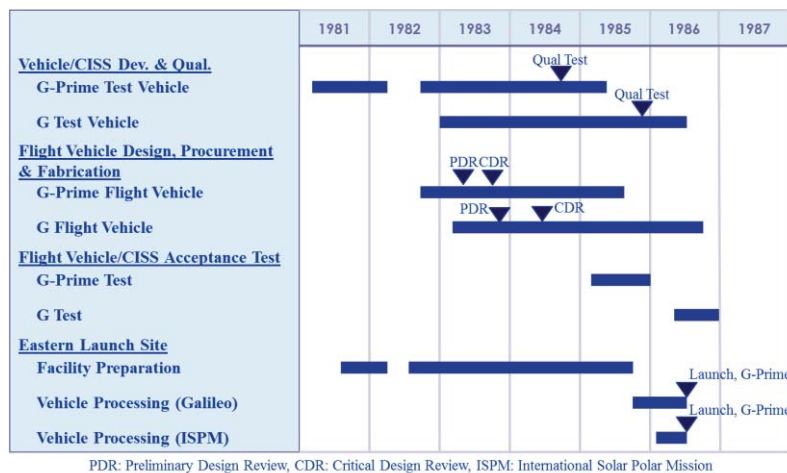 1981 1982 1983 1984 1985 1986 1987
Vehicle/CISS Dev. & Qual.
Qual Test
G-Prime Test Vehicle
Qual Test
G Test Vehicle
Flight Vehicle Design, Procurement
& Fabrication
PDR CDR
G-Prime Flight Vehicle
PDR CDR
G Flight Vehicle
Flight Vehicle/CISS Acceptance Test
G-Prime Test
G Test
Eastern Launch Site
Facility Preparation
Launch, G-Prime
Vehicle Processing (Galileo)
Launch, G-Prime
Vehicle Processing (ISPM)
PDR: Preliminary Design Review, CDR: Critical Design Review, ISPM: International Solar Polar Mission